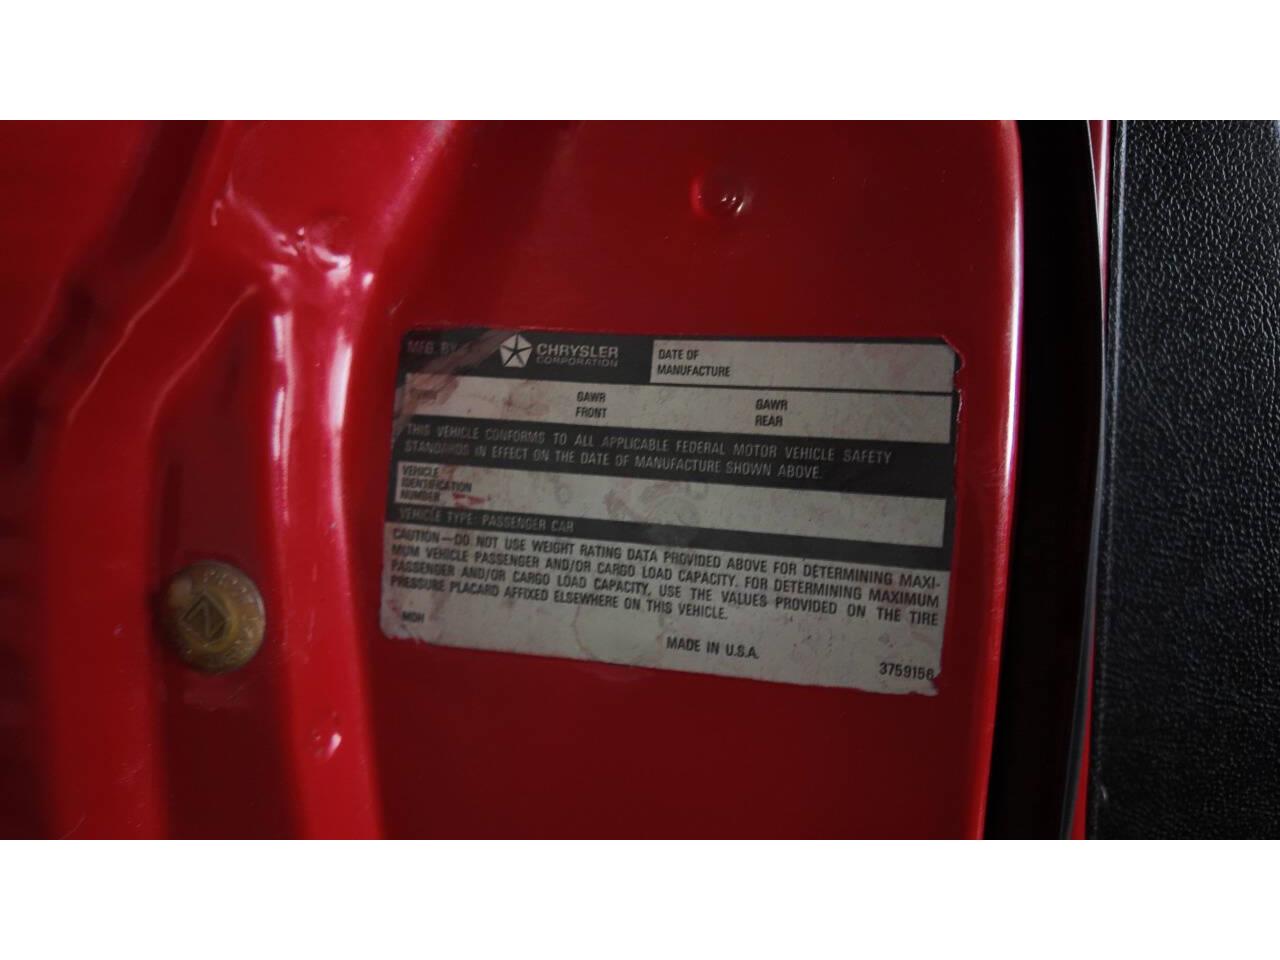 MFG. BY CHRYSLER CORPORATION
DATE OF MANUFACTURE
GVWR GAWR FRONT GAWR REAR
THIS VEHICLE CONFORMS TO ALL APPLICABLE FEDERAL MOTOR VEHICLE SAFETY
STANDARDS IN EFFECT ON THE DATE OF MANUFACTURE SHOWN ABOVE.
VEHICLE
IDENTIFICATION
NUMBER
VEHICLE TYPE: PASSENGER CAR
CAUTION—DO NOT USE WEIGHT RATING DATA PROVIDED ABOVE FOR DETERMINING MAXI-
MUM VEHICLE PASSENGER AND/OR CARGO LOAD CAPACITY. FOR DETERMINING MAXIMUM
PASSENGER AND/OR CARGO LOAD CAPACITY, USE THE VALUES PROVIDED ON THE TIRE
PRESSURE PLACARD AFFIXED ELSEWHERE ON THIS VEHICLE.
MDH
MADE IN U.S.A.
3759156